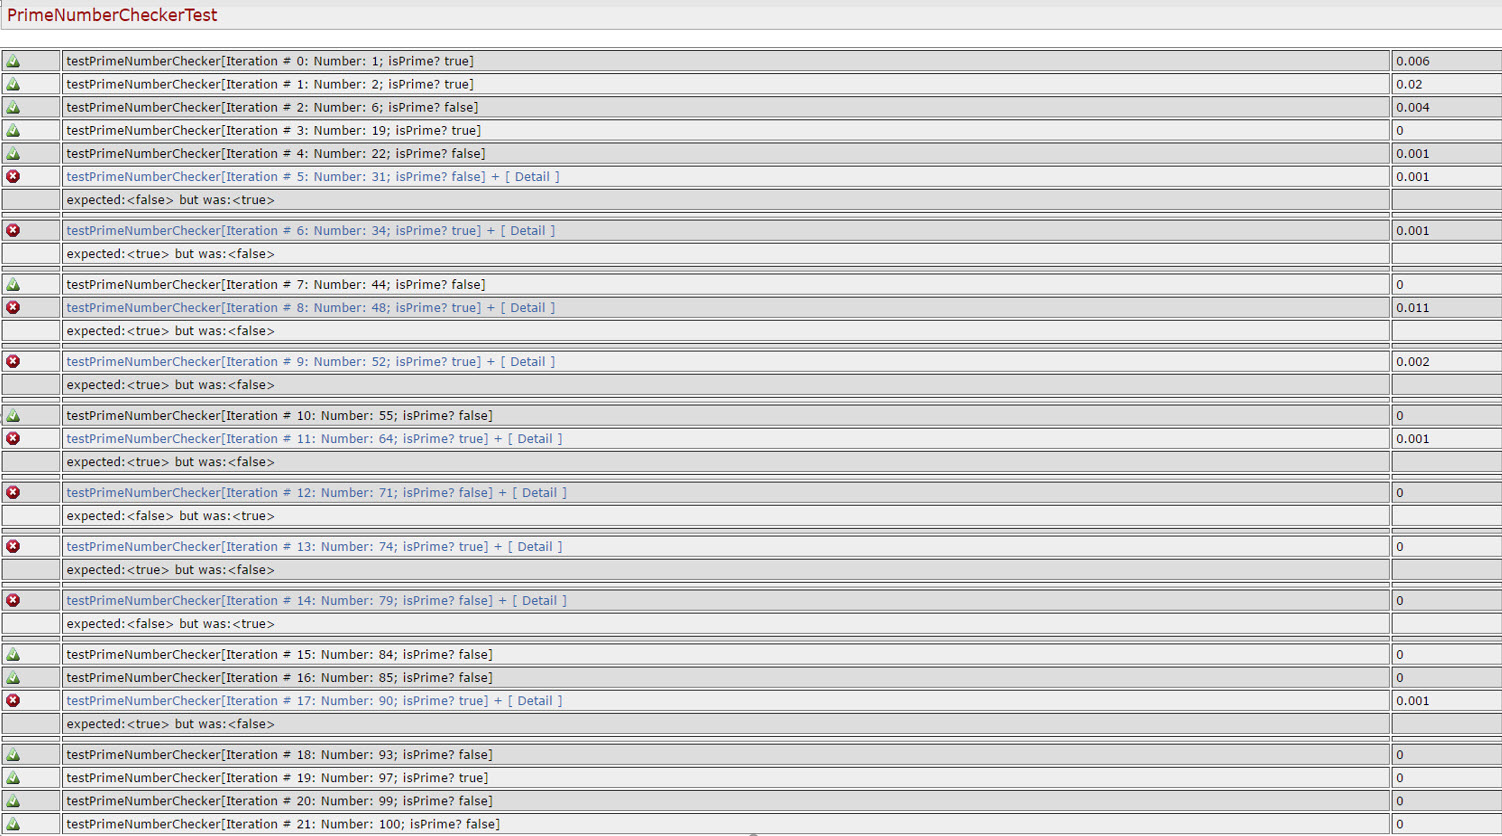 PrimeNumberCheckerTest
testPrimeNumberChecker[Iteration # 0: Number: 1; isPrime? true] 0.006
testPrimeNumberChecker[Iteration # 1: Number: 2; isPrime? true] 0.02
testPrimeNumberChecker[Iteration # 2: Number: 6; isPrime? false] 0.004
testPrimeNumberChecker[Iteration # 3: Number: 19; isPrime? true] 0
testPrimeNumberChecker[Iteration # 4: Number: 22; isPrime? false] 0.001
testPrimeNumberChecker[Iteration # 5: Number: 31; isPrime? false] + [ Detail ] 0.001
expected:<false> but was:<true>
testPrimeNumberChecker[Iteration # 6: Number: 34; isPrime? true] + [ Detail ] 0.001
expected:<true> but was:<false>
testPrimeNumberChecker[Iteration # 7: Number: 44; isPrime? false] 0
testPrimeNumberChecker[Iteration # 8: Number: 48; isPrime? true] + [ Detail ] 0.011
expected:<true> but was:<false>
testPrimeNumberChecker[Iteration # 9: Number: 52; isPrime? true] + [ Detail ] 0.002
expected:<true> but was:<false>
testPrimeNumberChecker[Iteration # 10: Number: 55; isPrime? false] 0
testPrimeNumberChecker[Iteration # 11: Number: 64; isPrime? true] + [ Detail ] 0.001
expected:<true> but was:<false>
testPrimeNumberChecker[Iteration # 12: Number: 71; isPrime? false] + [ Detail ] 0
expected:<false> but was:<true>
testPrimeNumberChecker[Iteration # 13: Number: 74; isPrime? true] + [ Detail ] 0
expected:<true> but was:<false>
testPrimeNumberChecker[Iteration # 14: Number: 79; isPrime? false] + [ Detail ] 0
expected:<false> but was:<true>
testPrimeNumberChecker[Iteration # 15: Number: 84; isPrime? false] 0
testPrimeNumberChecker[Iteration # 16: Number: 85; isPrime? false] 0
testPrimeNumberChecker[Iteration # 17: Number: 90; isPrime? true] + [ Detail ] 0.001
expected:<true> but was:<false>
testPrimeNumberChecker[Iteration # 18: Number: 93; isPrime? false] 0
testPrimeNumberChecker[Iteration # 19: Number: 97; isPrime? true] 0
testPrimeNumberChecker[Iteration # 20: Number: 99; isPrime? false] 0
testPrimeNumberChecker[Iteration # 21: Number: 100; isPrime? false] 0